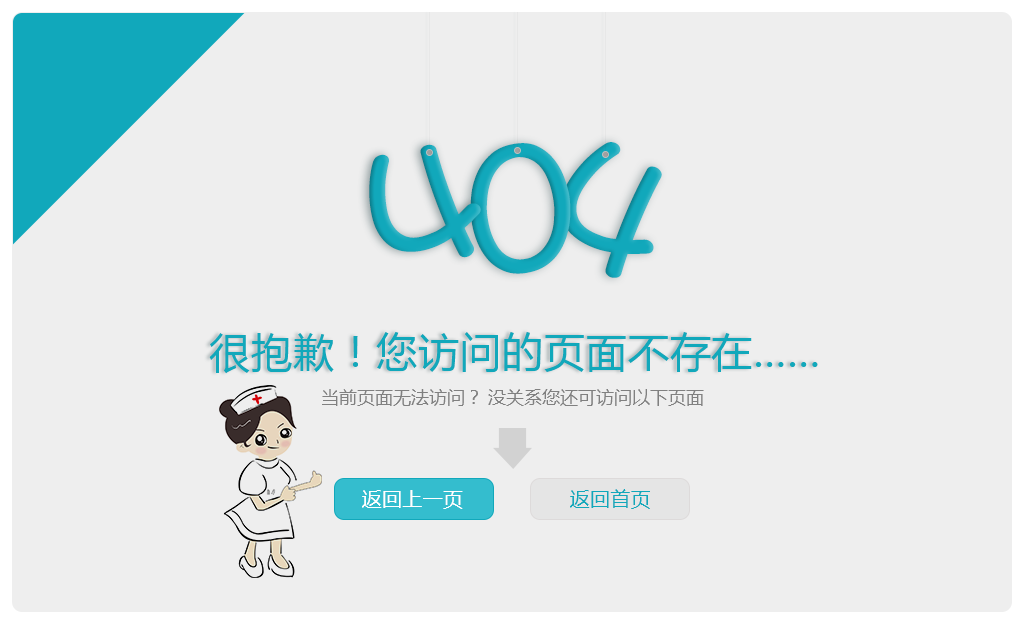 404
很抱歉！您访问的页面不存在……
当前页面无法访问？没关系您还可访问以下页面
返回上一页
返回首页